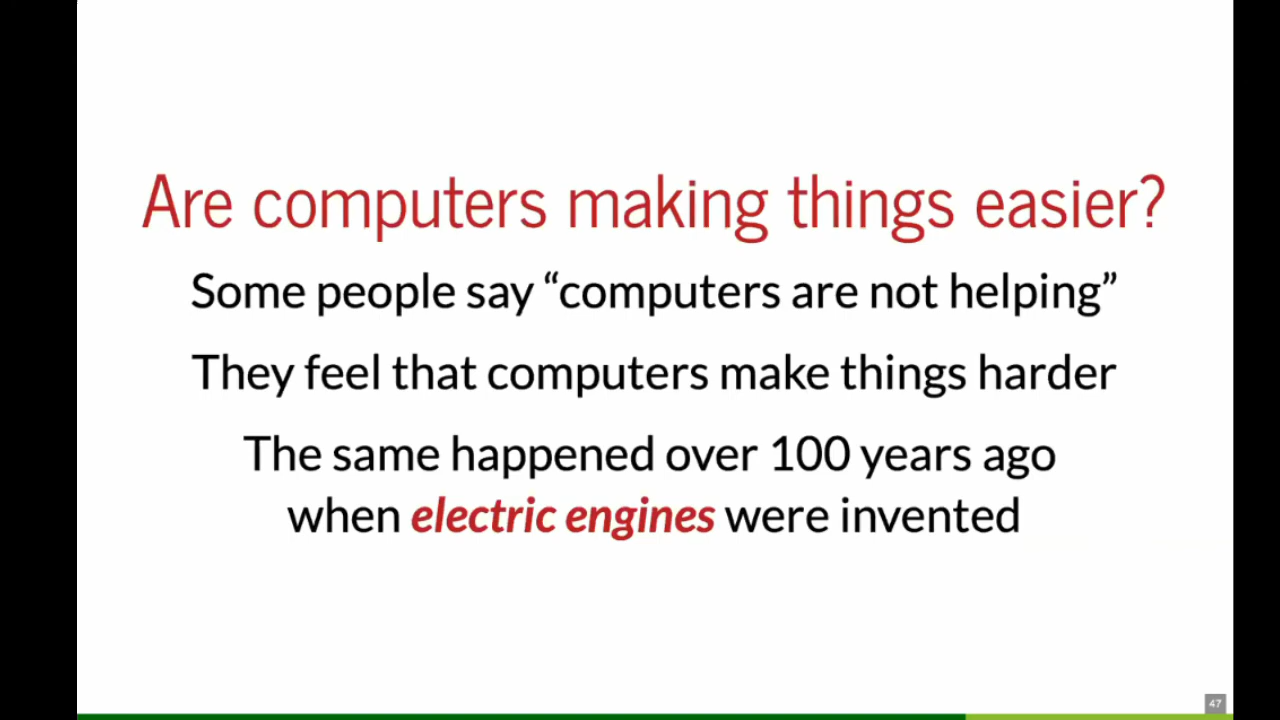 Are computers making things easier?
Some people say “computers are not helping”
They feel that computers make things harder
The same happened over 100 years ago
when electric engines were invented
47